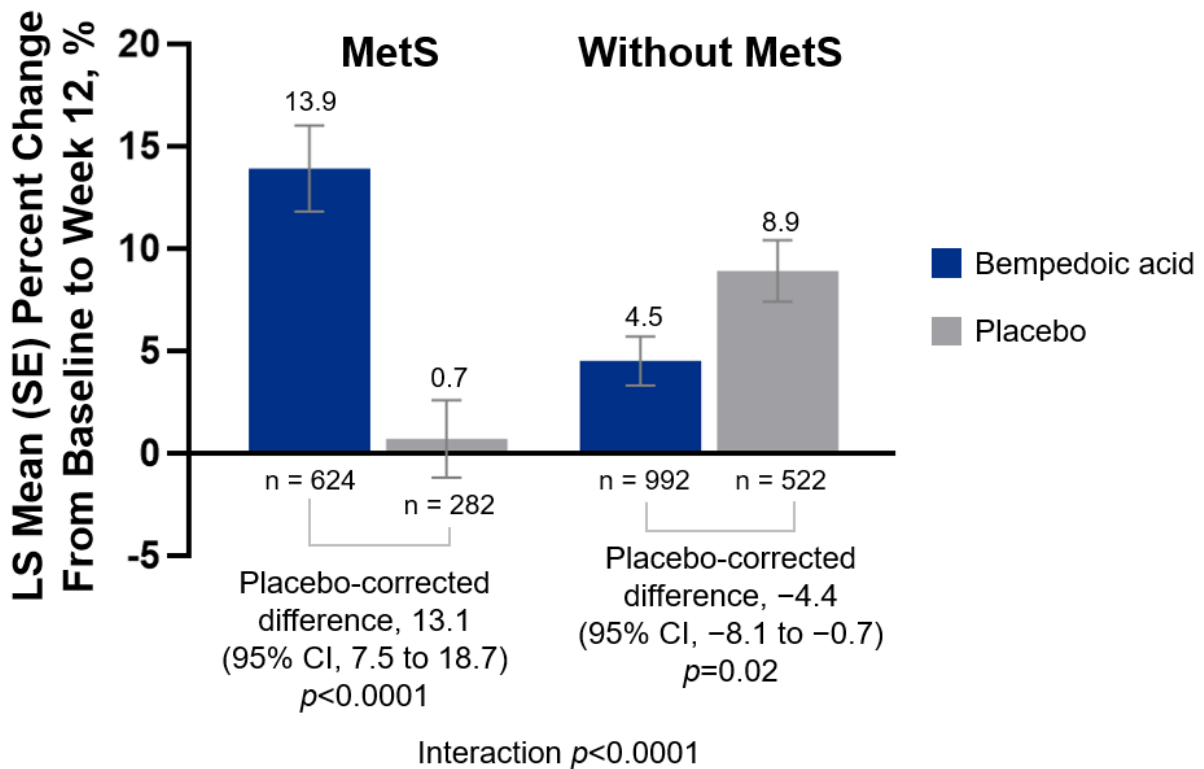 LS Mean (SE) Percent Change
From Baseline to Week 12, %
20
15
10
5
0
-5
MetS
Without MetS
13.9
0.7
4.5
8.9
n = 624
n = 282
n = 992
n = 522
Placebo-corrected
difference, 13.1
(95% CI, 7.5 to 18.7)
p<0.0001
Placebo-corrected
difference, −4.4
(95% CI, −8.1 to −0.7)
p=0.02
Interaction p<0.0001
Bempedoic acid
Placebo